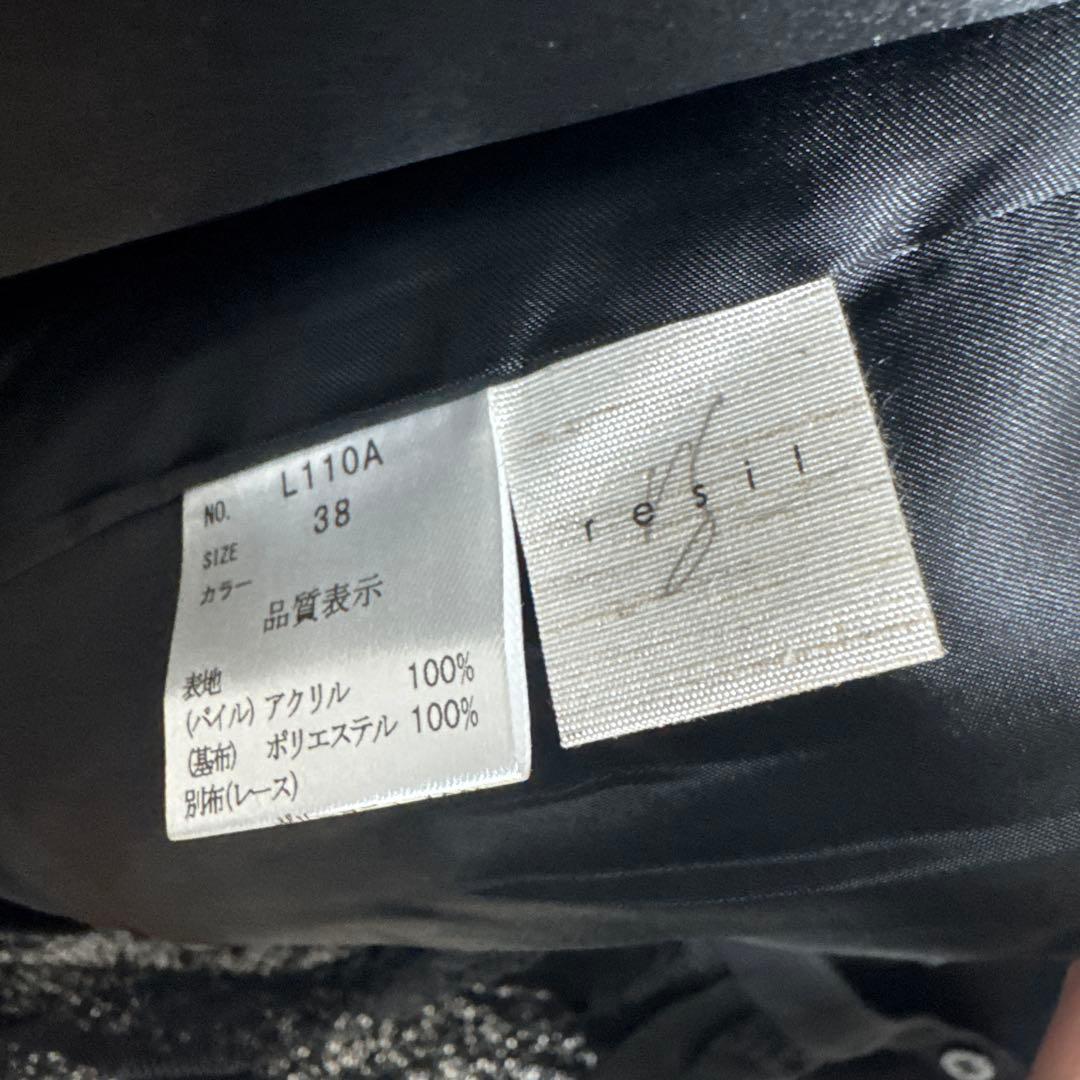 NO. L110A
SIZE 38
カラー
品質表示
表地
(パイル) アクリル 100%
(基布) ポリエステル 100%
別布(レース)
resil